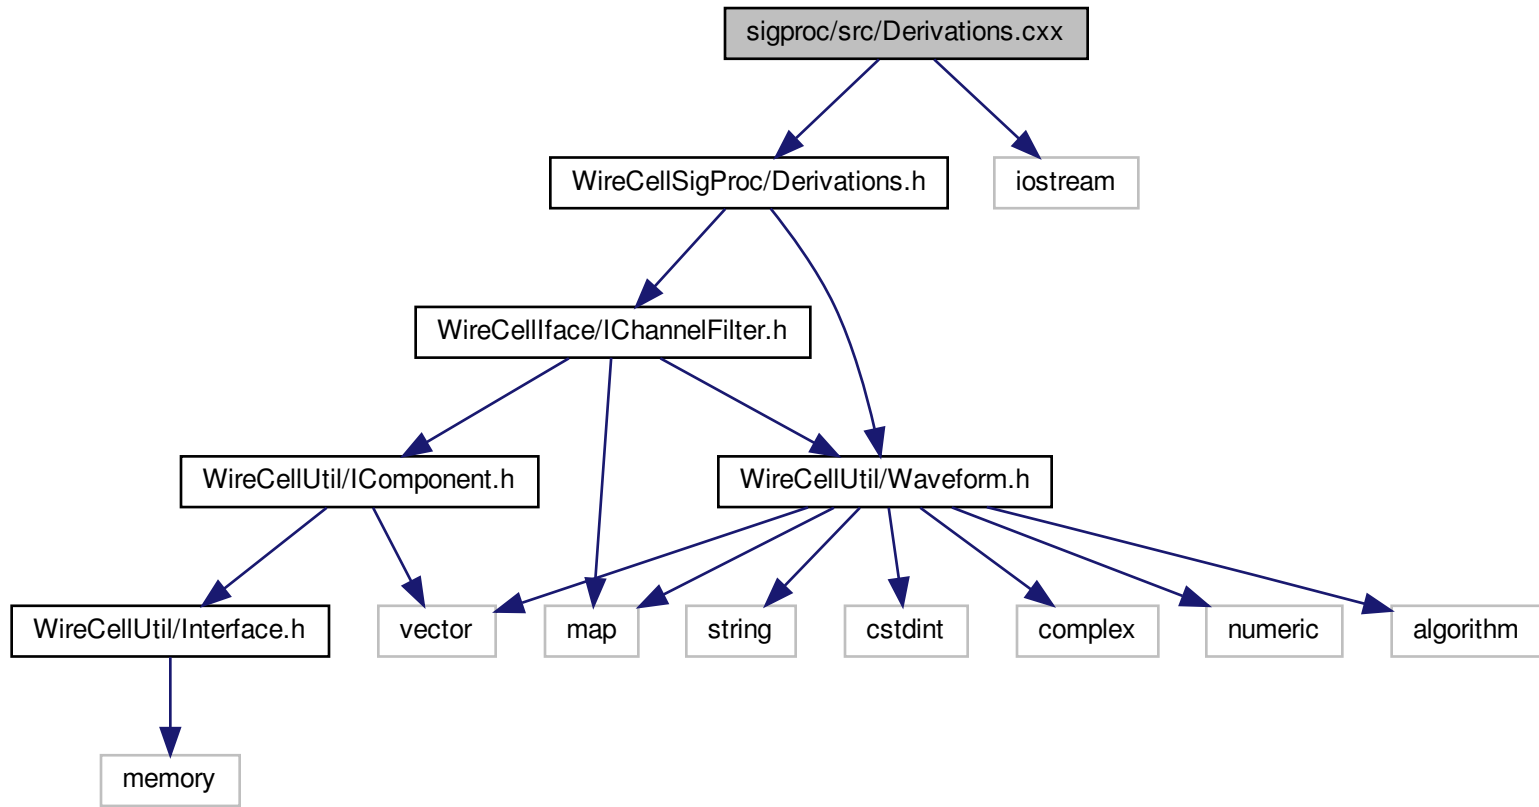 sigproc/src/Derivations.cxx
WireCellSigProc/Derivations.h
iostream
WireCellIface/IChannelFilter.h
WireCellUtil/IComponent.h
WireCellUtil/Waveform.h
WireCellUtil/Interface.h
vector
map
string
cstdint
complex
numeric
algorithm
memory